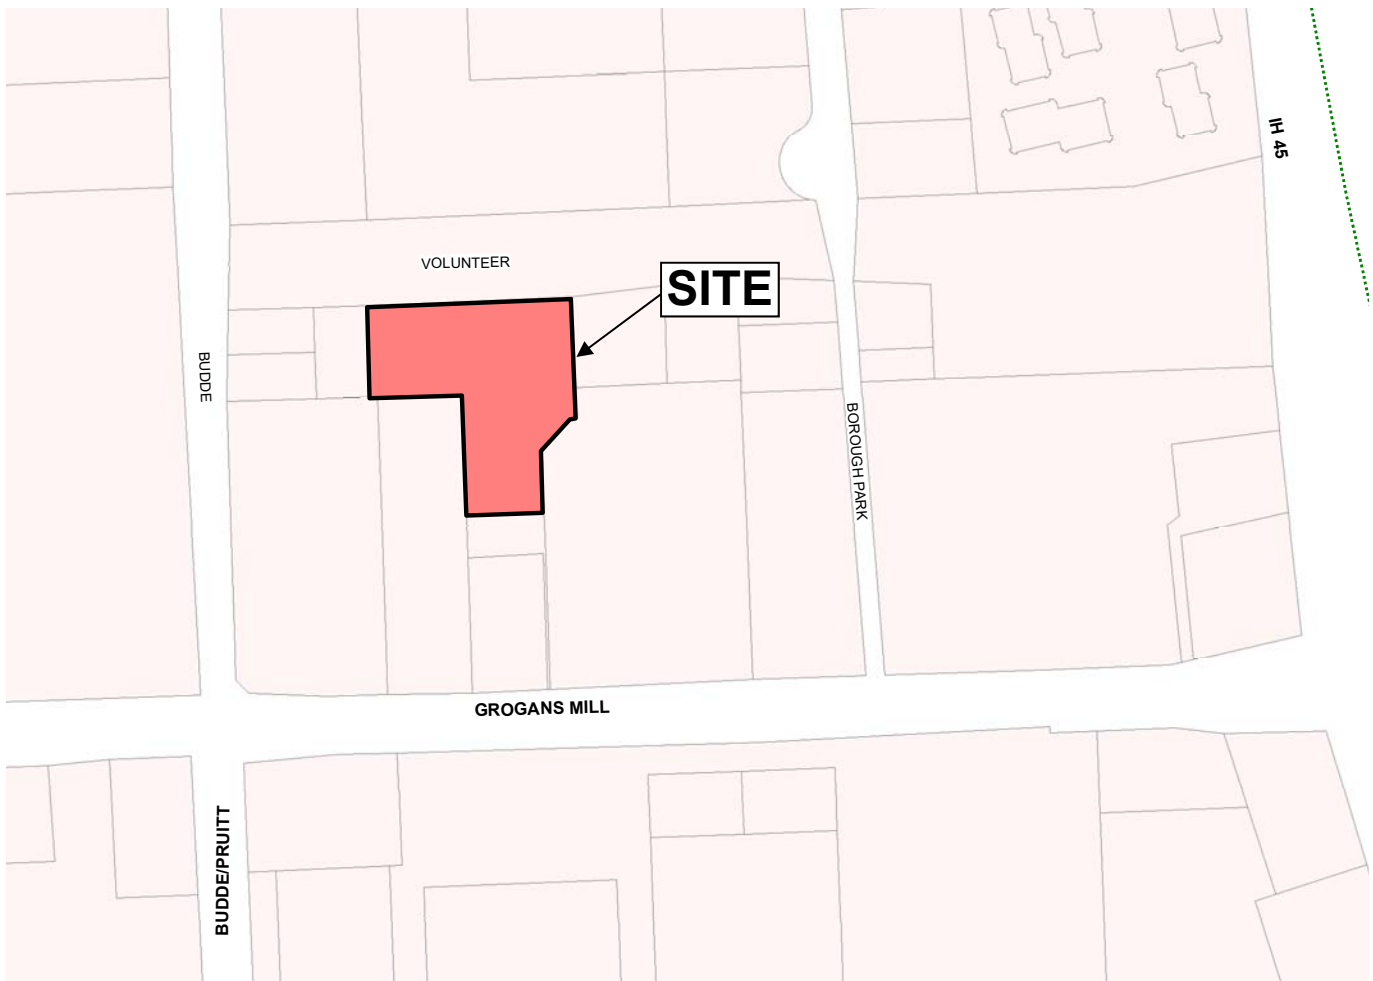 IH 45
VOLUNTEER
SITE
BUDDE
BOROUGH PARK
GROGANS MILL
BUDDE/PRUITT